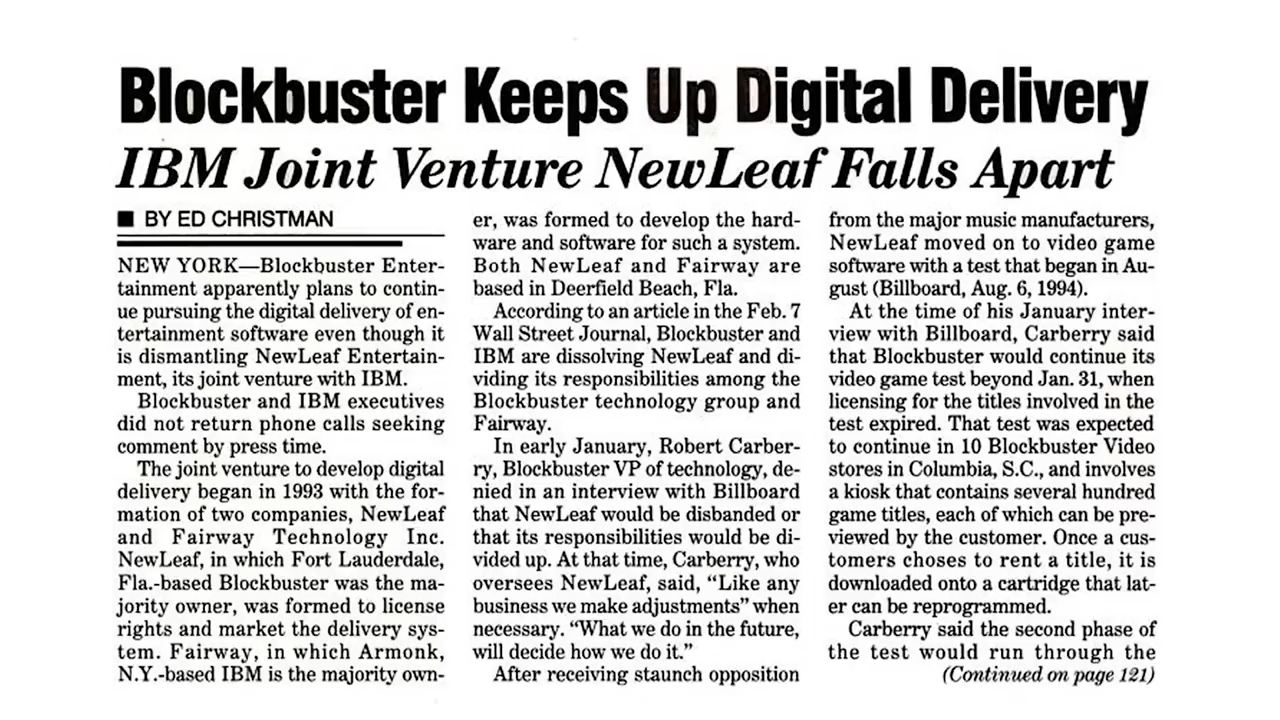 Blockbuster Keeps Up Digital Delivery
IBM Joint Venture NewLeaf Falls Apart
■ BY ED CHRISTMAN
NEW YORK—Blockbuster Enter-
tainment apparently plans to contin-
ue pursuing the digital delivery of en-
tertainment software even though it
is dismantling NewLeaf Entertain-
ment, its joint venture with IBM.
Blockbuster and IBM executives
did not return phone calls seeking
comment by press time.
The joint venture to develop digital
delivery began in 1993 with the for-
mation of two companies, NewLeaf
and Fairway Technology Inc.
NewLeaf, in which Fort Lauderdale,
Fla.-based Blockbuster was the ma-
jority owner, was formed to license
rights and market the delivery sys-
tem. Fairway, in which Armonk,
N.Y.-based IBM is the majority own-
er, was formed to develop the hard-
ware and software for such a system.
Both NewLeaf and Fairway are
based in Deerfield Beach, Fla.
According to an article in the Feb. 7
Wall Street Journal, Blockbuster and
IBM are dissolving NewLeaf and di-
viding its responsibilities among the
Blockbuster technology group and
Fairway.
In early January, Robert Carber-
ry, Blockbuster VP of technology, de-
nied in an interview with Billboard
that NewLeaf would be disbanded or
that its responsibilities would be di-
vided up. At that time, Carberry, who
oversees NewLeaf, said, “Like any
business we make adjustments” when
necessary. “What we do in the future,
will decide how we do it.”
After receiving staunch opposition
from the major music manufacturers,
NewLeaf moved on to video game
software with a test that began in Au-
gust (Billboard, Aug. 6, 1994).
At the time of his January inter-
view with Billboard, Carberry said
that Blockbuster would continue its
video game test beyond Jan. 31, when
licensing for the titles involved in the
test expired. That test was expected
to continue in 10 Blockbuster Video
stores in Columbia, S.C., and involves
a kiosk that contains several hundred
game titles, each of which can be pre-
viewed by the customer. Once a cus-
tomers choses to rent a title, it is
downloaded onto a cartridge that lat-
er can be reprogrammed.
Carberry said the second phase of
the test would run through the
(Continued on page 121)